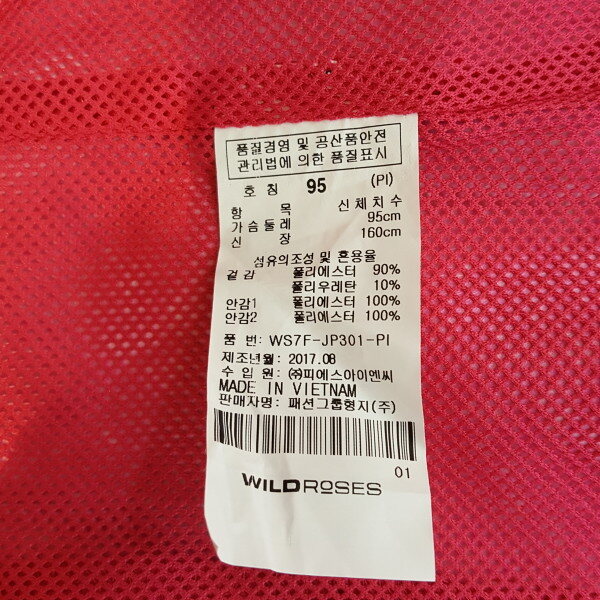 품질경영 및 공산품안전
관리법에 의한 품질표시
호 칭 95 (PI)
항 목 신체치수
가슴둘레 95cm
신 장 160cm
섬유의조성 및 혼용율
겉 감 폴리에스터 90%
폴리우레탄 10%
안감1 폴리에스터 100%
안감2 폴리에스터 100%
품 번: WS7F-JP301-PI
제조년월: 2017.08
수 입 원: ㈜피에스아이엔씨
MADE IN VIETNAM
판매자명: 패션그룹형지(주)
01
WILDROSES